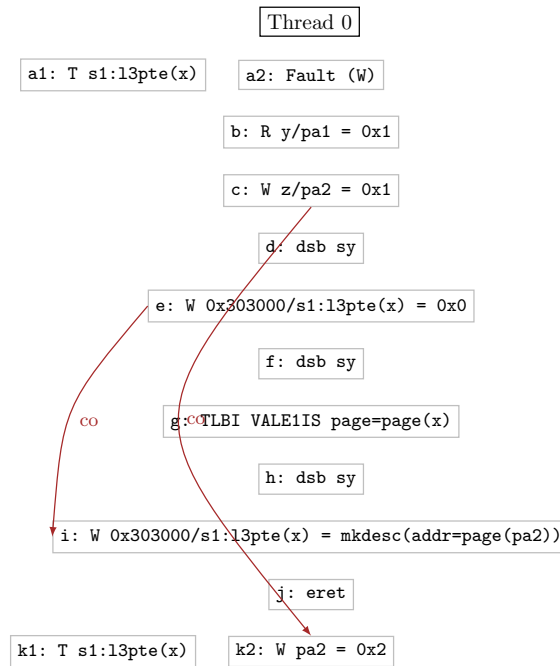 Thread 0
a1: T s1:l3pte(x) a2: Fault (W)
b: R y/pa1 = 0x1
c: W z/pa2 = 0x1
d: dsb sy
e: W 0x303000/s1:l3pte(x) = 0x0
f: dsb sy
co
g: TLBI VALE1IS page=page(x)
co
h: dsb sy
i: W 0x303000/s1:l3pte(x) = mkdesc(addr=page(pa2))
j: eret
k1: T s1:l3pte(x) k2: W pa2 = 0x2